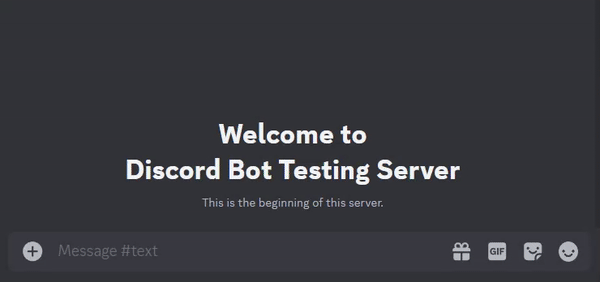 Welcome to
Discord Bot Testing Server
This is the beginning of this server.
Message #text
GIF